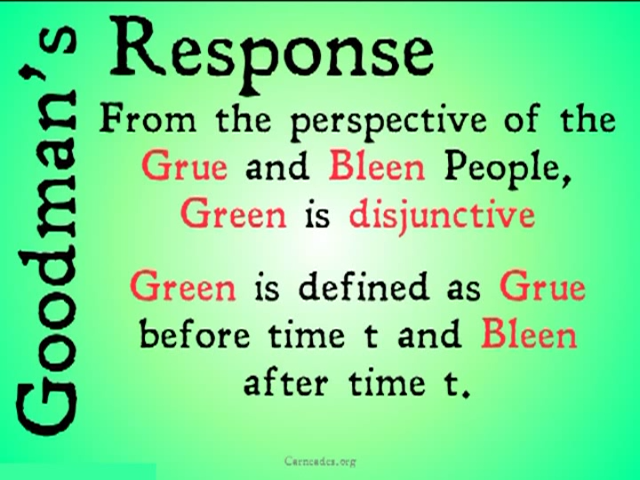 Goodman's
Response
From the perspective of the
Grue and Bleen People,
Green is disjunctive
Green is defined as Grue
before time t and Bleen
after time t.
Carneades.org